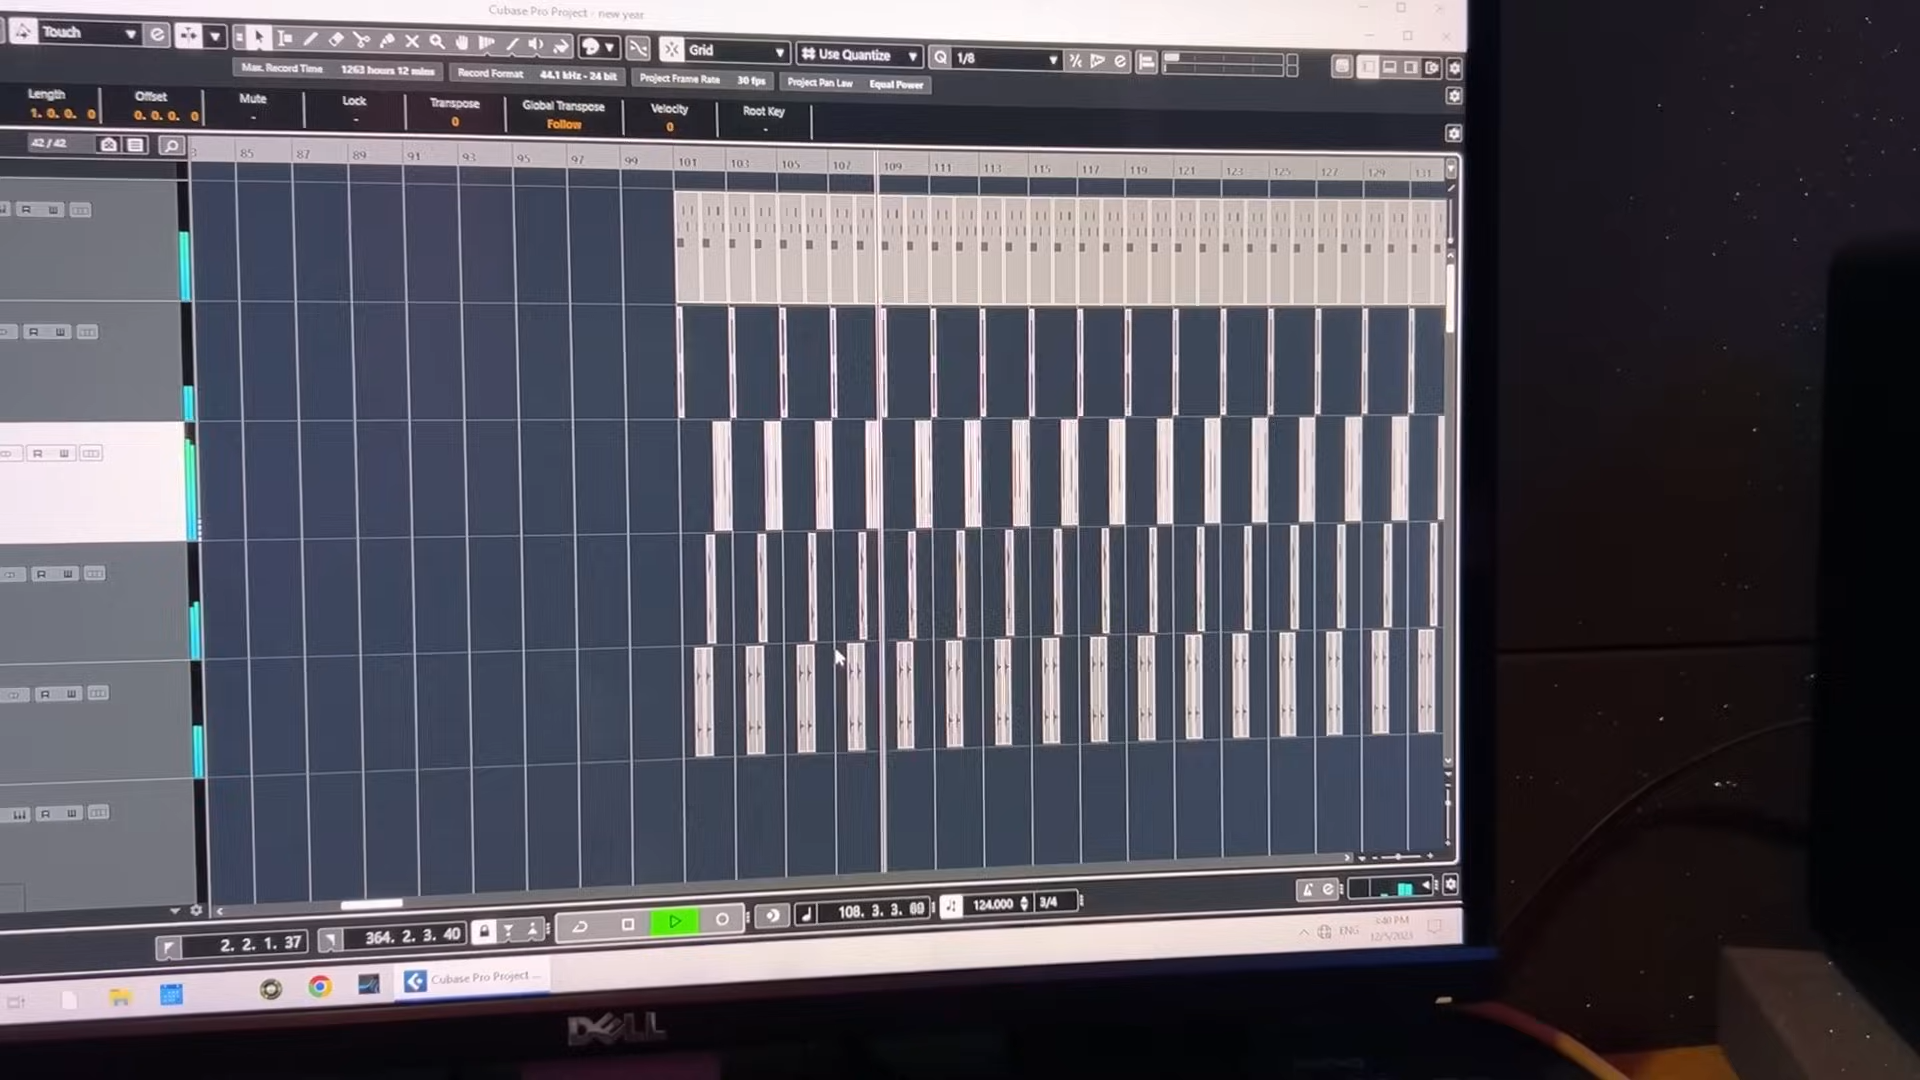 Cubase Pro Project - new year
Touch
Grid
Use Quantize
Q 1/8
Max. Record Time 1263 hours 12 mins
Record Format 44.1 kHz - 24 bit
Project Frame Rate 30 fps
Project Pan Law Equal Power
Length Offset Mute Lock Transpose Global Transpose Velocity Root Key
1. 0. 0. 0 0. 0. 0. 0 - - 0 Follow 0 -
42 / 42
85 87 89 91 93 95 97 99 101 103 105 107 109 111 113 115 117 119 121 123 125 127 129 131
R W
R W
R W
R W
R W
R W
2. 2. 1. 37
364. 2. 3. 40
108. 3. 3. 69
124.000
3/4
ENG
12/5/2023
Cubase Pro Project ...
DELL